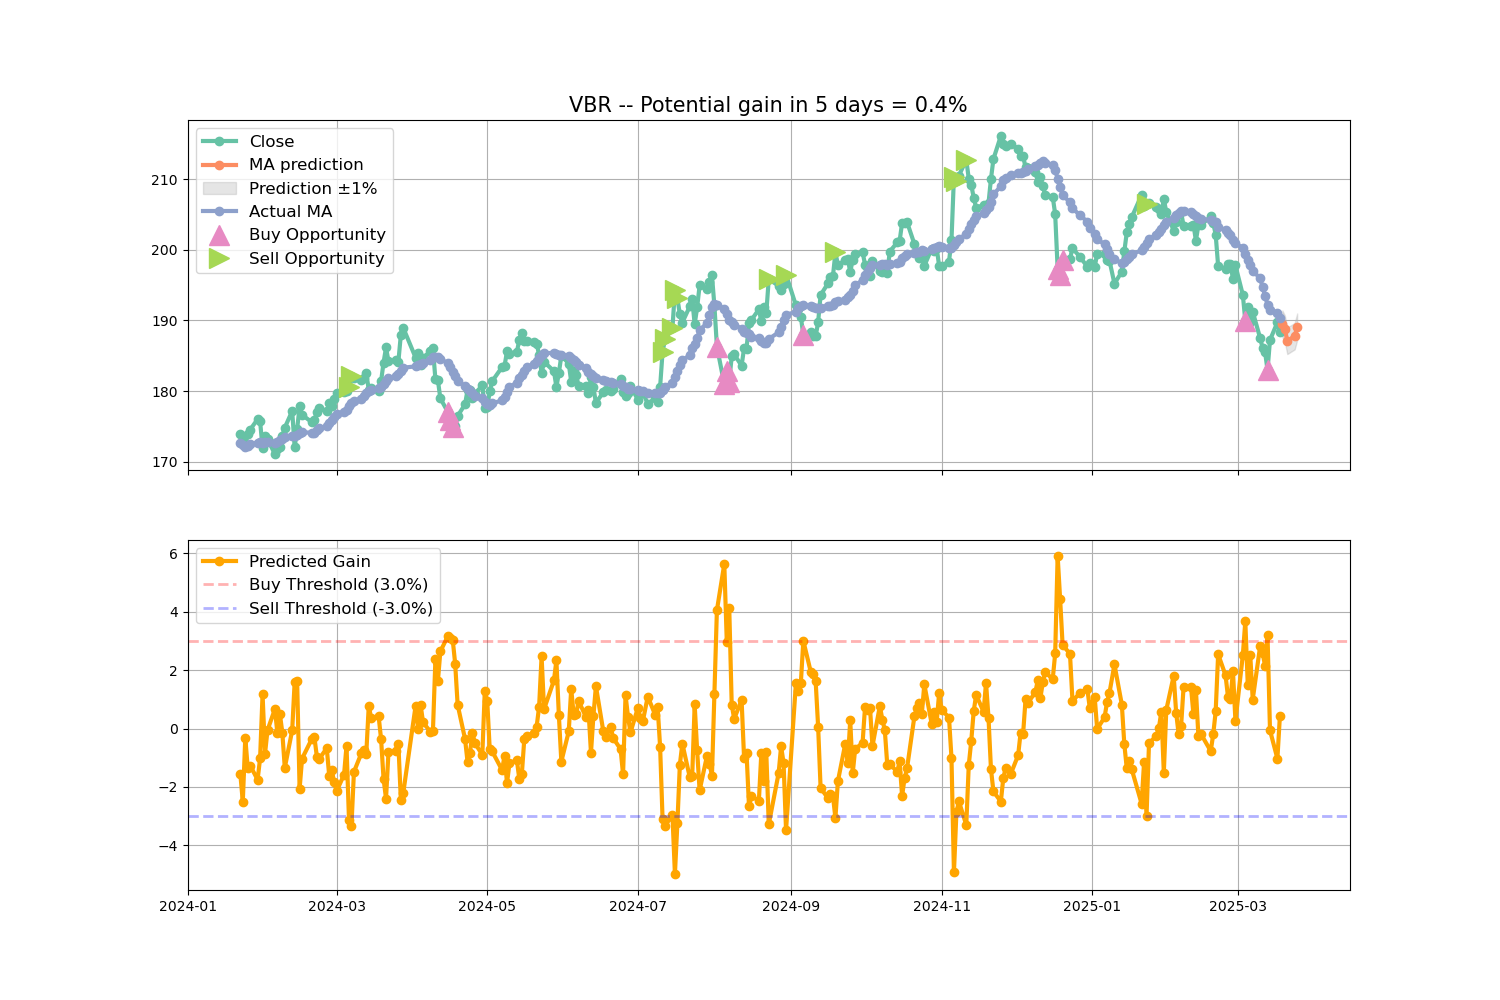 VBR -- Potential gain in 5 days = 0.4%
Close
MA prediction
Prediction ±1%
Actual MA
Buy Opportunity
Sell Opportunity
210
200
190
180
170
Predicted Gain
Buy Threshold (3.0%)
Sell Threshold (-3.0%)
6
4
2
0
−2
−4
2024-01
2024-03
2024-05
2024-07
2024-09
2024-11
2025-01
2025-03